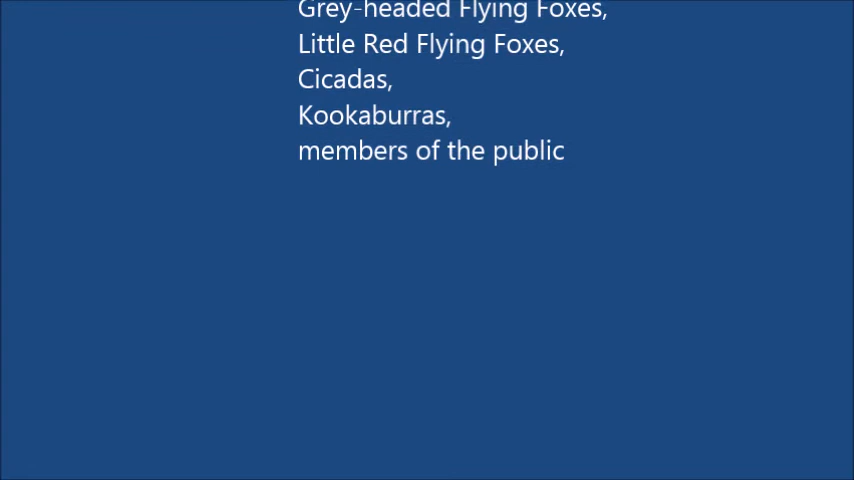 Grey-headed Flying Foxes,
Little Red Flying Foxes,
Cicadas,
Kookaburras,
members of the public